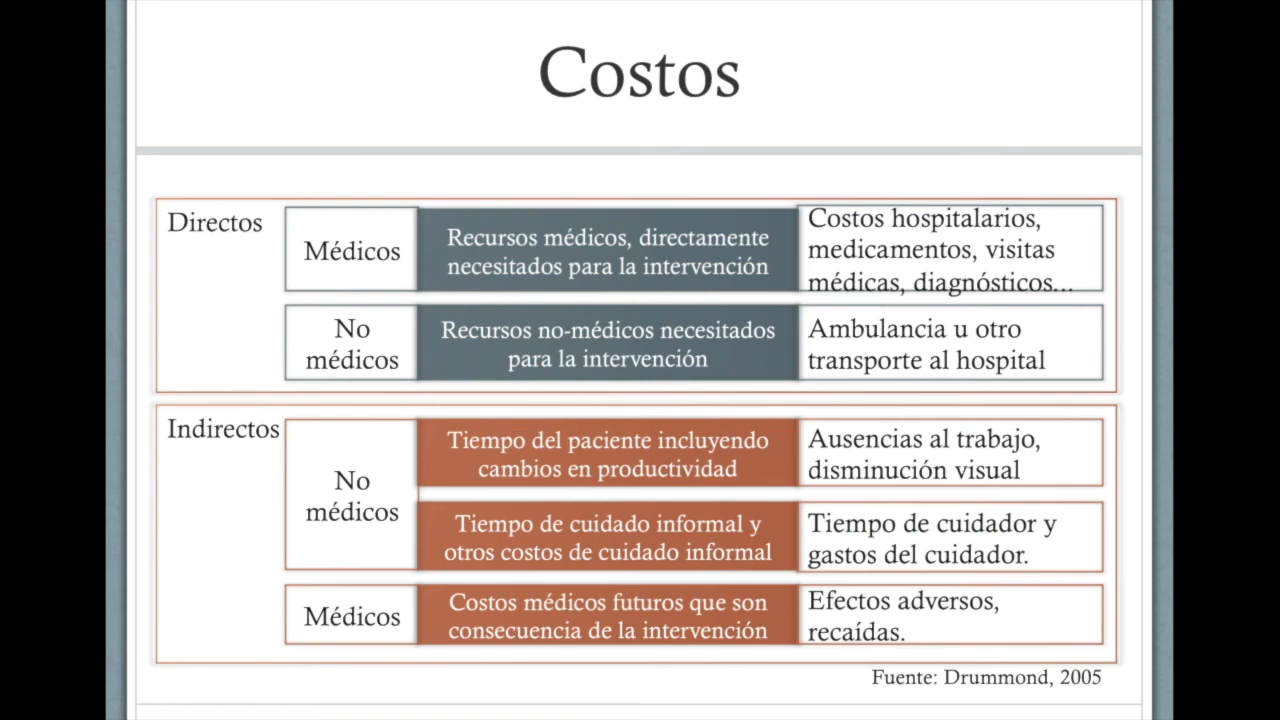 Costos
Directos
Médicos
Recursos médicos, directamente
necesitados para la intervención
Costos hospitalarios,
medicamentos, visitas
médicas, diagnósticos...
No
médicos
Recursos no-médicos necesitados
para la intervención
Ambulancia u otro
transporte al hospital
Indirectos
No
médicos
Tiempo del paciente incluyendo
cambios en productividad
Ausencias al trabajo,
disminución visual
Tiempo de cuidado informal y
otros costos de cuidado informal
Tiempo de cuidador y
gastos del cuidador.
Médicos
Costos médicos futuros que son
consecuencia de la intervención
Efectos adversos,
recaídas.
Fuente: Drummond, 2005